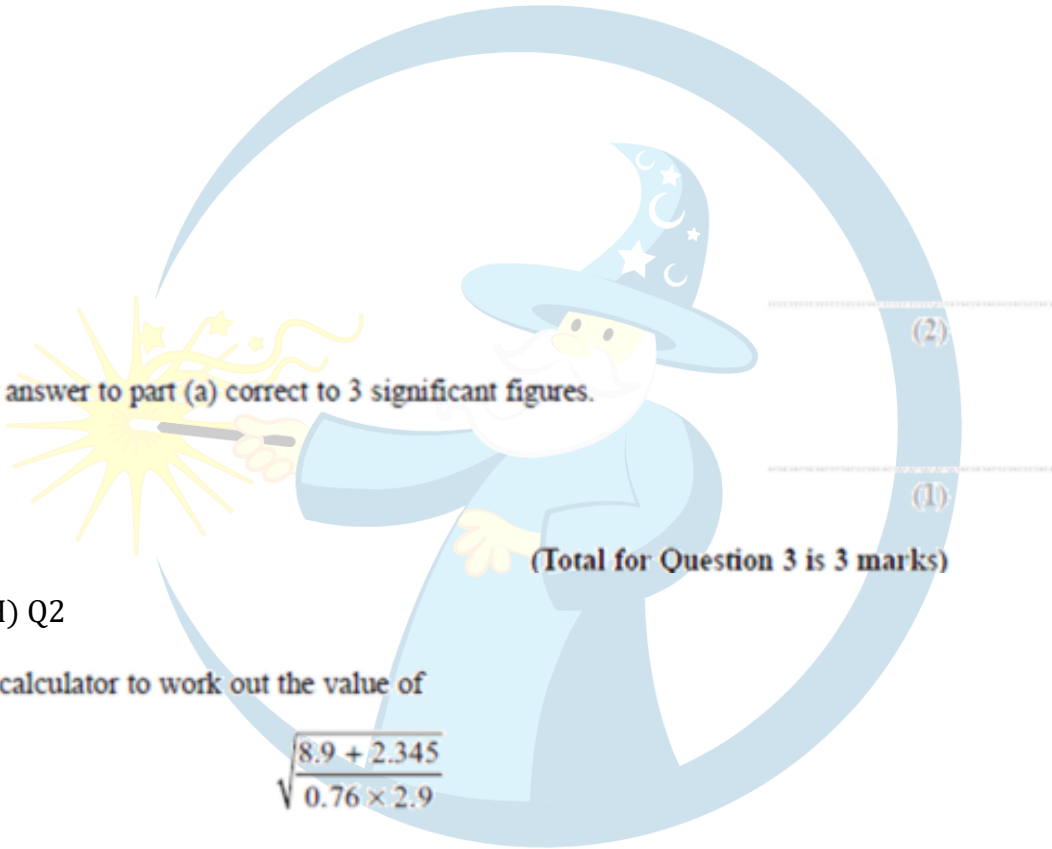 (2)
answer to part (a) correct to 3 significant figures.
(1)
(Total for Question 3 is 3 marks)
) Q2
calculator to work out the value of
√
8.9 + 2.345
0.76 × 2.9